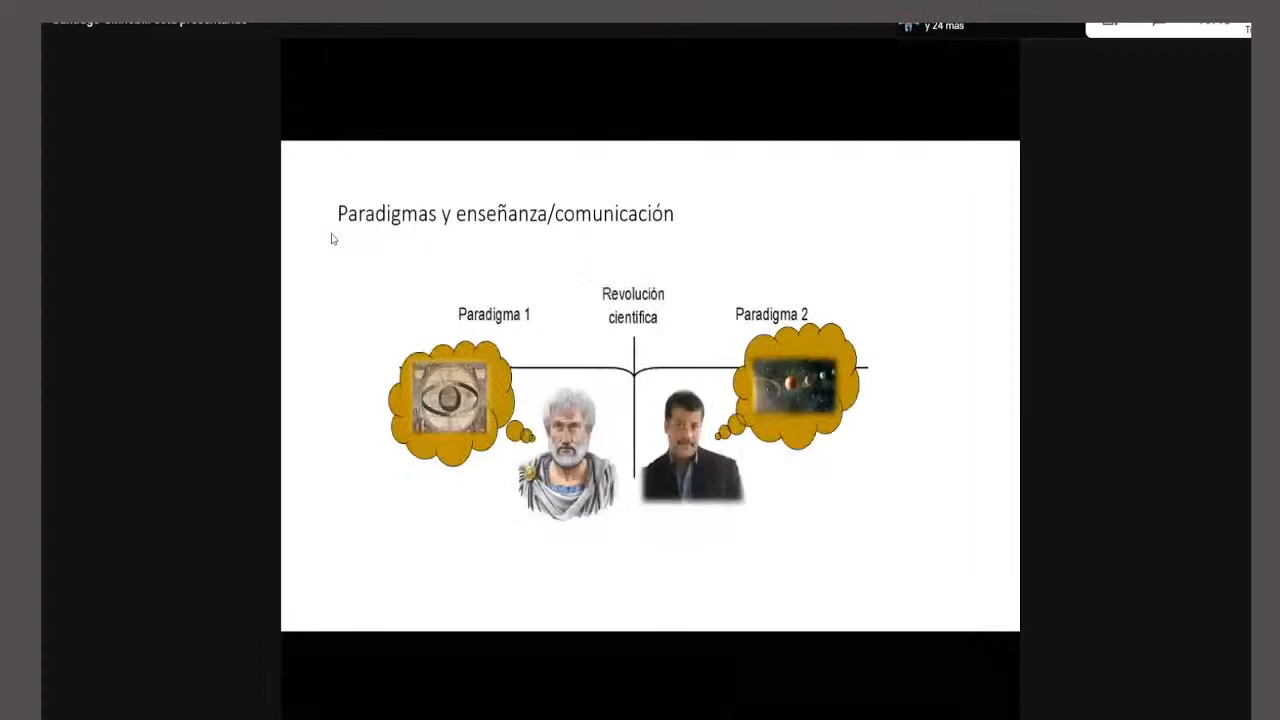 y 24 más
Paradigmas y enseñanza/comunicación
Revolución
científica
Paradigma 1
Paradigma 2